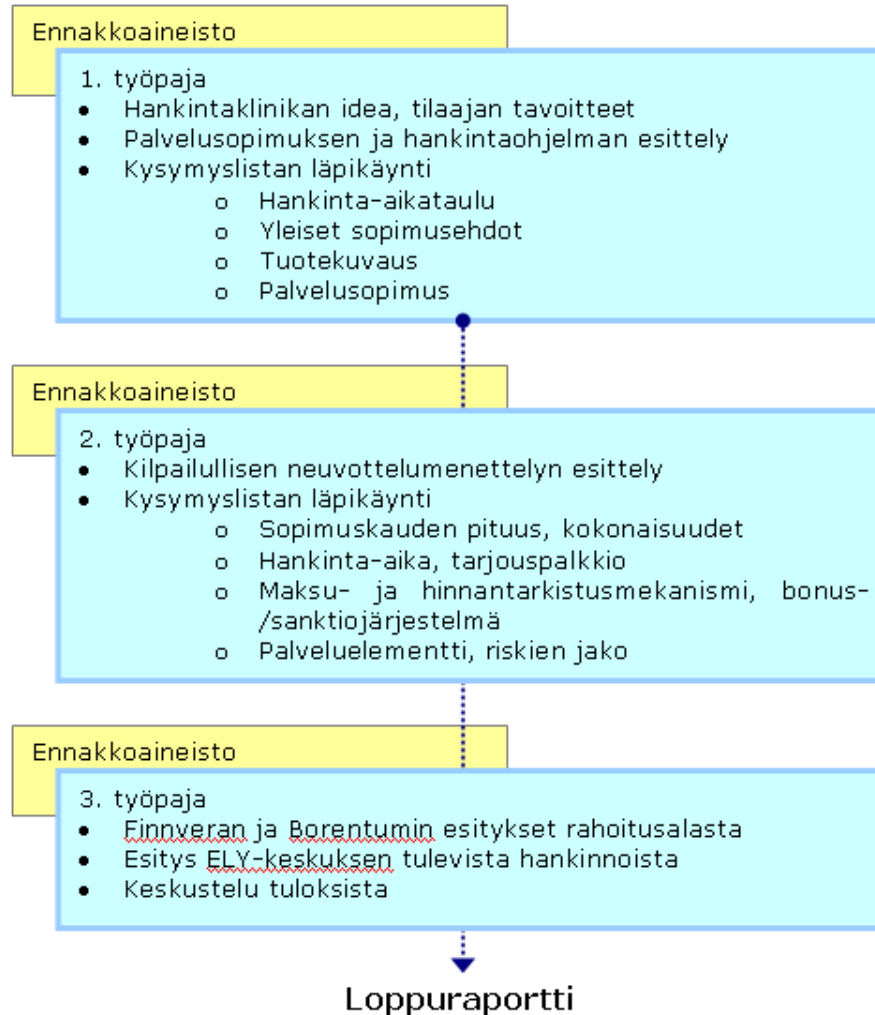 Ennakkoaineisto
1. työpaja
• Hankintaklinikan idea, tilaajan tavoitteet
• Palvelusopimuksen ja hankintaohjelman esittely
• Kysymyslistan läpikäynti
o Hankinta-aikataulu
o Yleiset sopimusehdot
o Tuotekuvaus
o Palvelusopimus
Ennakkoaineisto
2. työpaja
• Kilpailullisen neuvottelumenettelyn esittely
• Kysymyslistan läpikäynti
o Sopimuskauden pituus, kokonaisuudet
o Hankinta-aika, tarjouspalkkio
o Maksu- ja hinnantarkistusmekanismi, bonus-
/sanktiojärjestelmä
o Palveluelementti, riskien jako
Ennakkoaineisto
3. työpaja
• Finnveran ja Borentumin esitykset rahoitusalasta
• Esitys ELY-keskuksen tulevista hankinnoista
• Keskustelu tuloksista
Loppuraportti